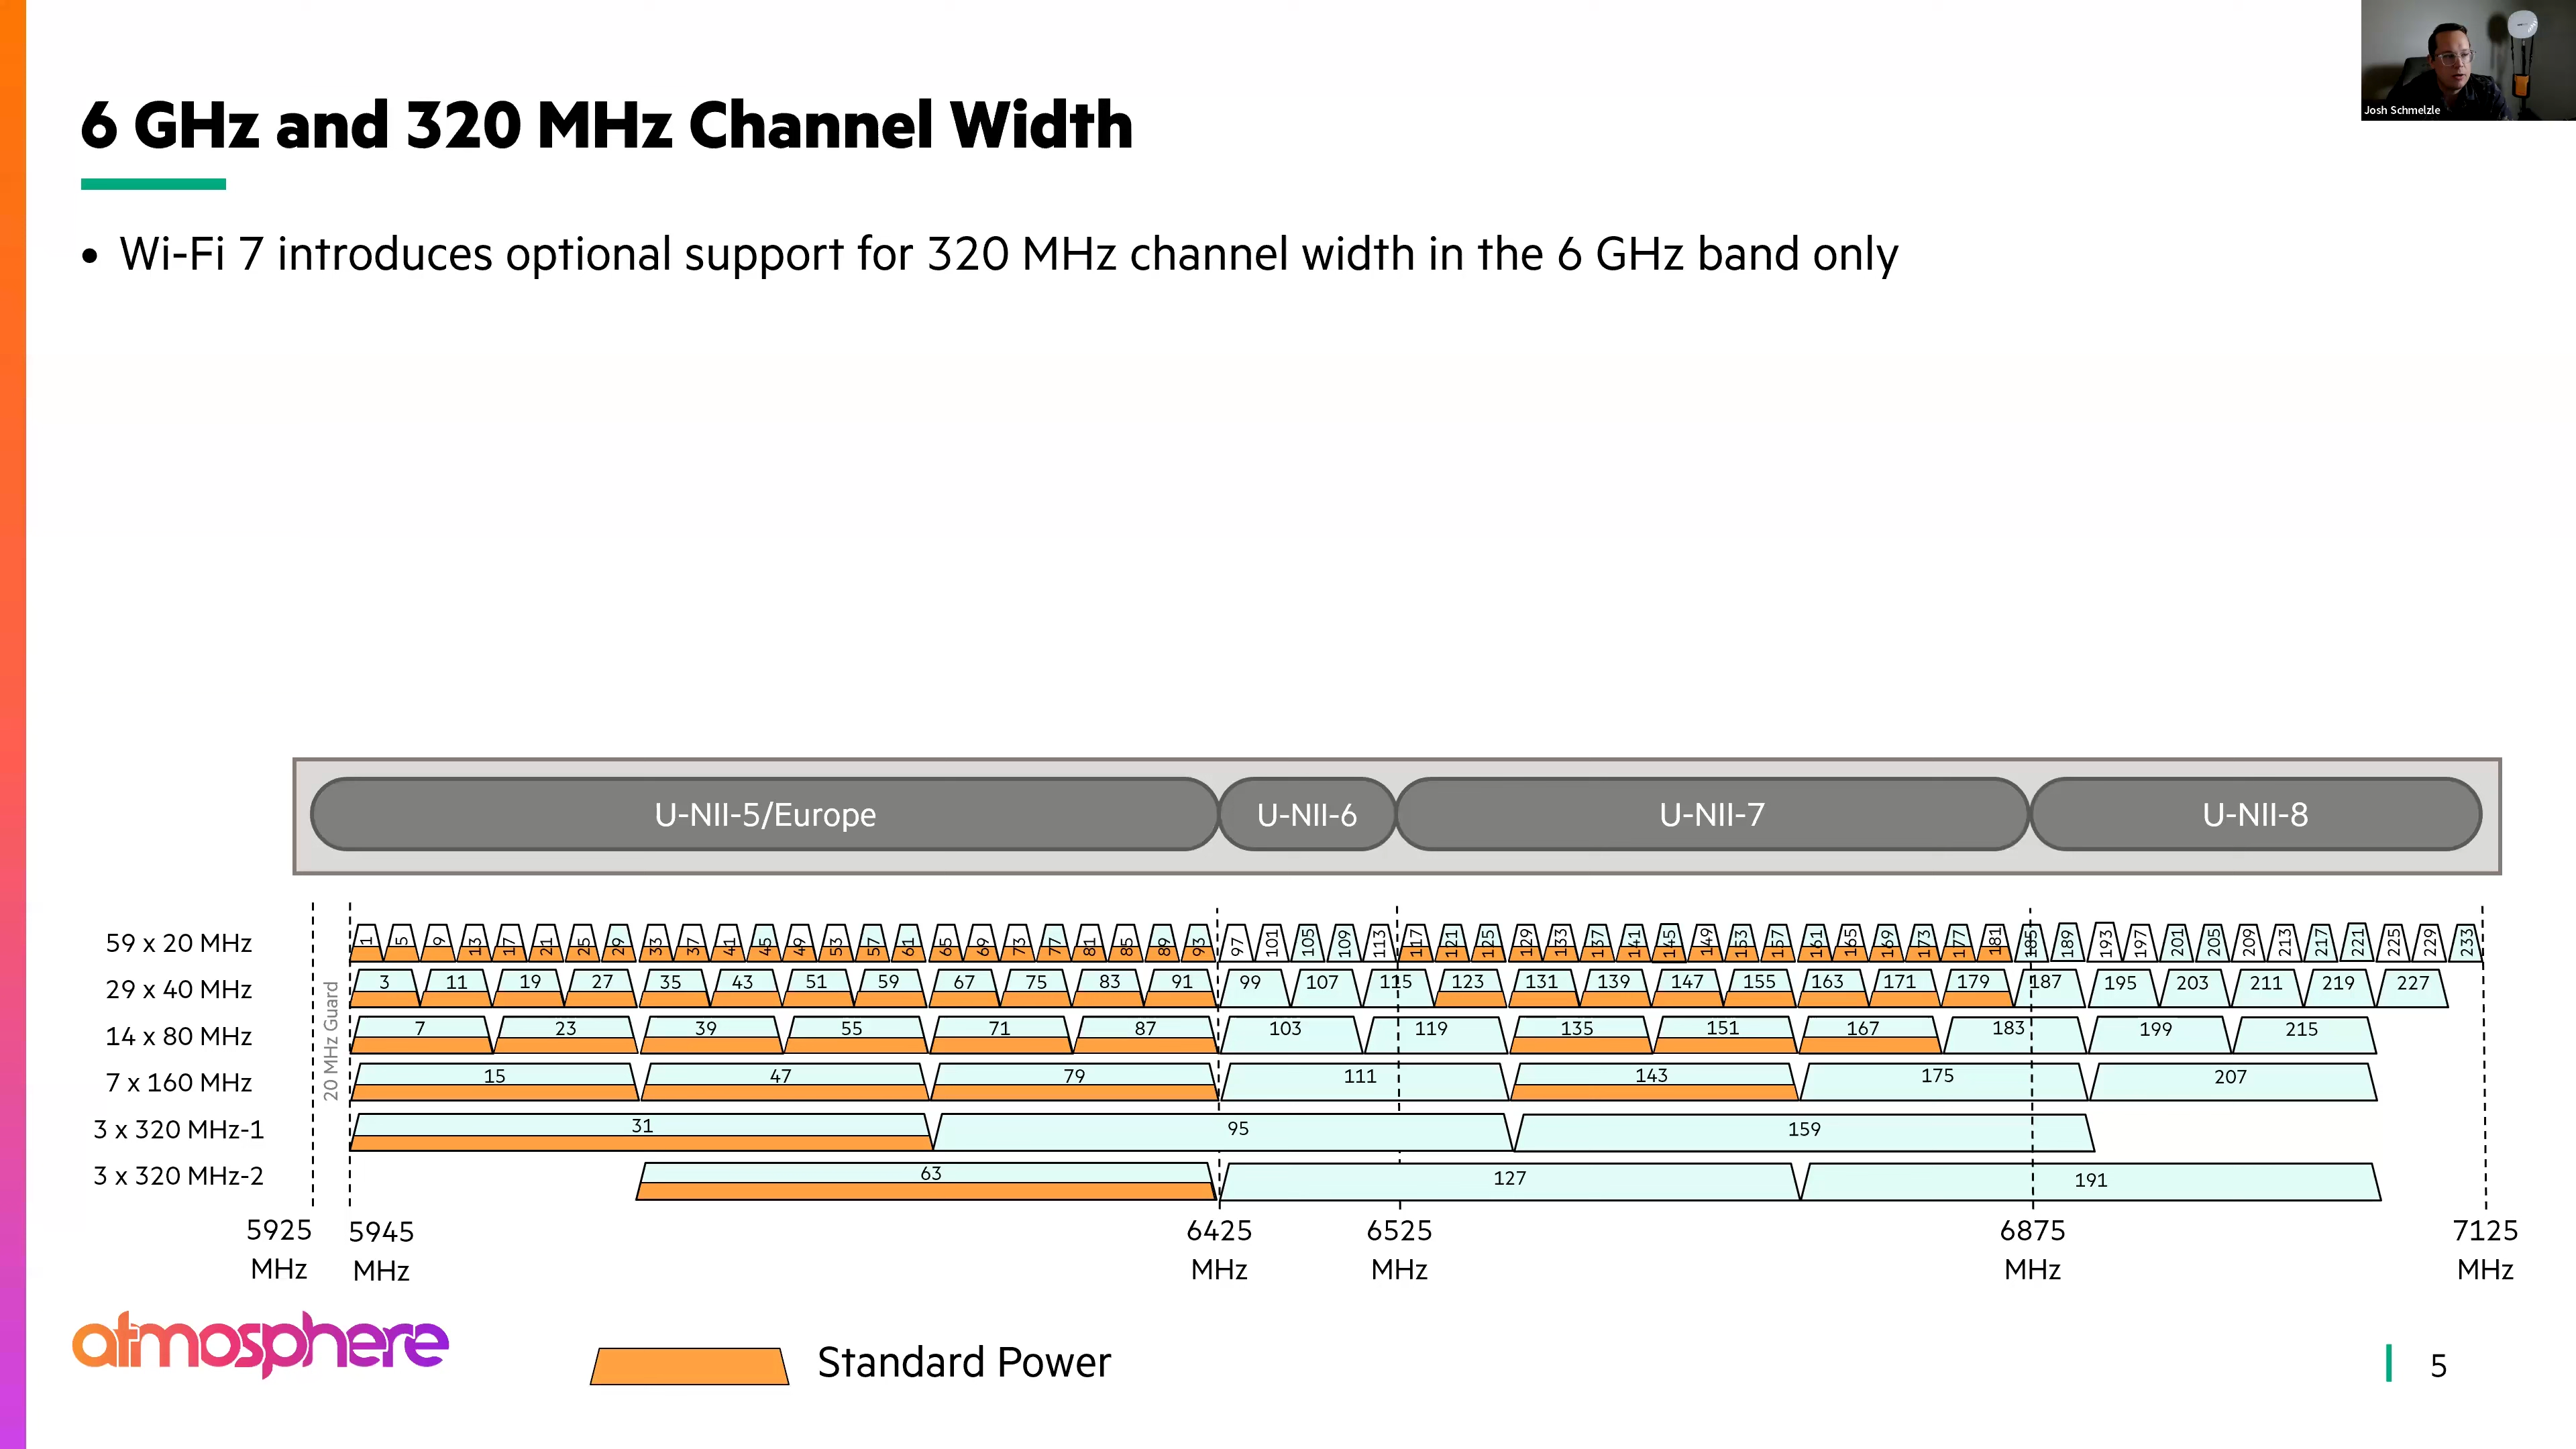 Josh Schmelzle
6 GHz and 320 MHz Channel Width
• Wi-Fi 7 introduces optional support for 320 MHz channel width in the 6 GHz band only
U-NII-5/Europe U-NII-6 U-NII-7 U-NII-8
59 x 20 MHz 1 5 9 13 17 21 25 29 33 37 41 45 49 53 57 61 65 69 73 77 81 85 89 93 97 101 105 109 113 117 121 125 129 133 137 141 145 149 153 157 161 165 169 173 177 181 185 189 193 197 201 205 209 213 217 221 225 229 233
29 x 40 MHz 3 11 19 27 35 43 51 59 67 75 83 91 99 107 115 123 131 139 147 155 163 171 179 187 195 203 211 219 227
14 x 80 MHz 7 23 39 55 71 87 103 119 135 151 167 183 199 215
7 x 160 MHz 15 47 79 111 143 175 207
3 x 320 MHz-1 31 95 159
3 x 320 MHz-2 63 127 191
20 MHz Guard
5925 MHz
5945 MHz
6425 MHz
6525 MHz
6875 MHz
7125 MHz
atmosphere
Standard Power
5